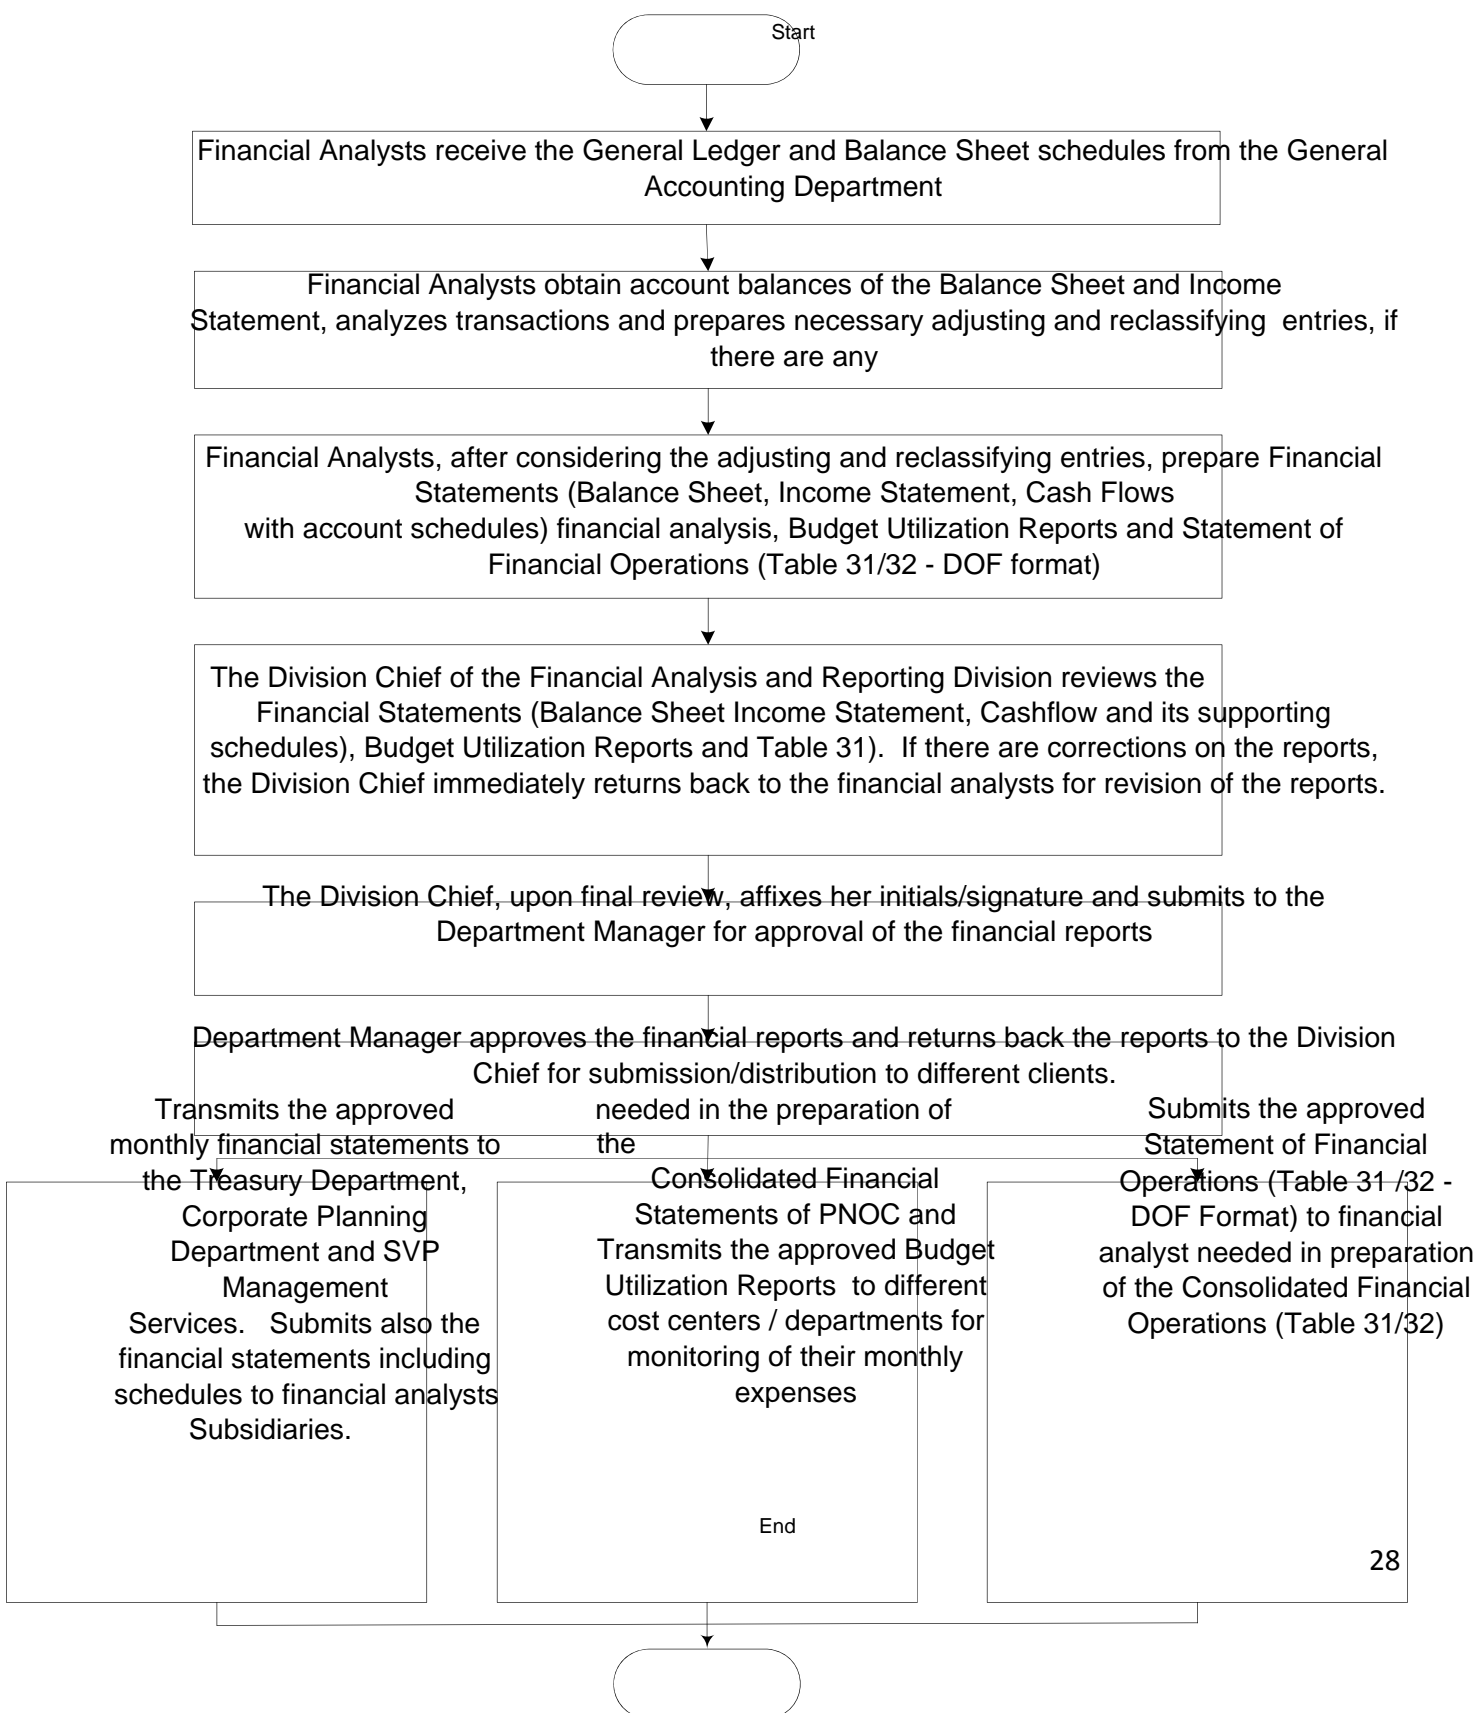 Start
Financial Analysts receive the General Ledger and Balance Sheet schedules from the General
Accounting Department
Financial Analysts obtain account balances of the Balance Sheet and Income
Statement, analyzes transactions and prepares necessary adjusting and reclassifying  entries, if
there are any
Financial Analysts, after considering the adjusting and reclassifying entries, prepare Financial
Statements (Balance Sheet, Income Statement, Cash Flows
with account schedules) financial analysis, Budget Utilization Reports and Statement of
Financial Operations (Table 31/32 - DOF format)
The Division Chief of the Financial Analysis and Reporting Division reviews the
Financial Statements (Balance Sheet Income Statement, Cashflow and its supporting
schedules), Budget Utilization Reports and Table 31).  If there are corrections on the reports,
the Division Chief immediately returns back to the financial analysts for revision of the reports.
The Division Chief, upon final review, affixes her initials/signature and submits to the
Department Manager for approval of the financial reports
Department Manager approves the financial reports and returns back the reports to the Division
Chief for submission/distribution to different clients.
Transmits the approved
monthly financial statements to
the Treasury Department,
Corporate Planning
Department and SVP
Management
Services.   Submits also the
financial statements including
schedules to financial analysts
Subsidiaries.
needed in the preparation of
the
Consolidated Financial
Statements of PNOC and
Transmits the approved Budget
Utilization Reports  to different
cost centers / departments for
monitoring of their monthly
expenses
Submits the approved
Statement of Financial
Operations (Table 31 /32 -
DOF Format) to financial
analyst needed in preparation
of the Consolidated Financial
Operations (Table 31/32)
End
28